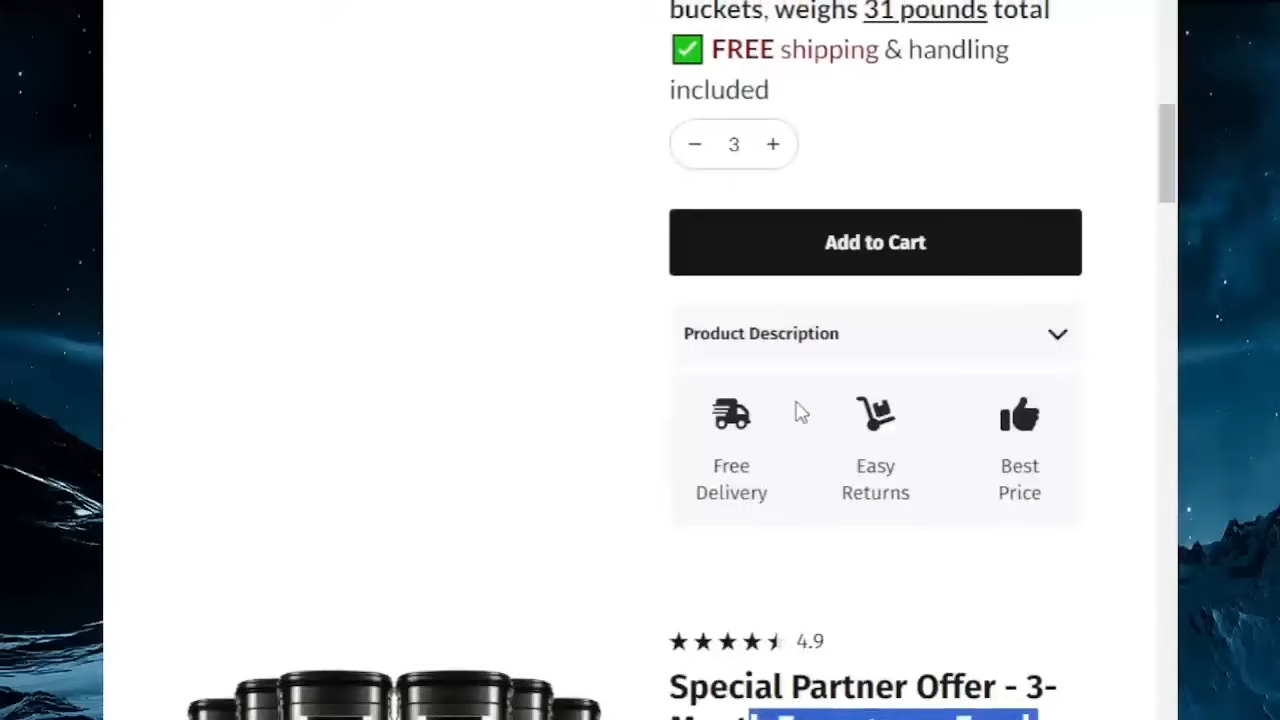 buckets, weighs 31 pounds total
✅ FREE shipping & handling
included
− 3 +
Add to Cart
Product Description
Free Delivery
Easy Returns
Best Price
★★★★ 4.9
Special Partner Offer - 3-